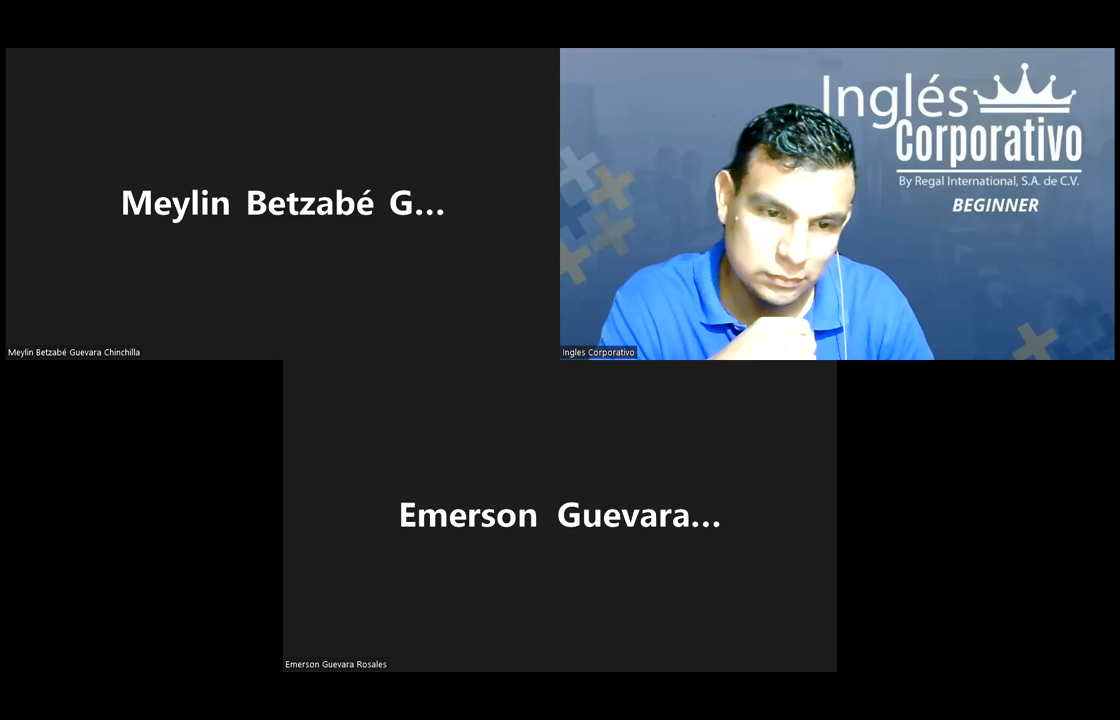 Meylin Betzabé G...
Meylin Betzabé Guevara Chinchilla
Inglés
Corporativo
By Regal International, S.A. de C.V.
BEGINNER
Ingles Corporativo
Emerson Guevara...
Emerson Guevara Rosales